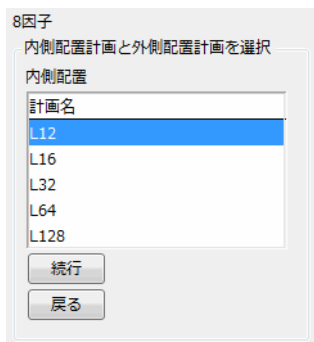 8因子
内側配置計画と外側配置計画を選択
内側配置
計画名
L12
L16
L32
L64
L128
続行
戻る